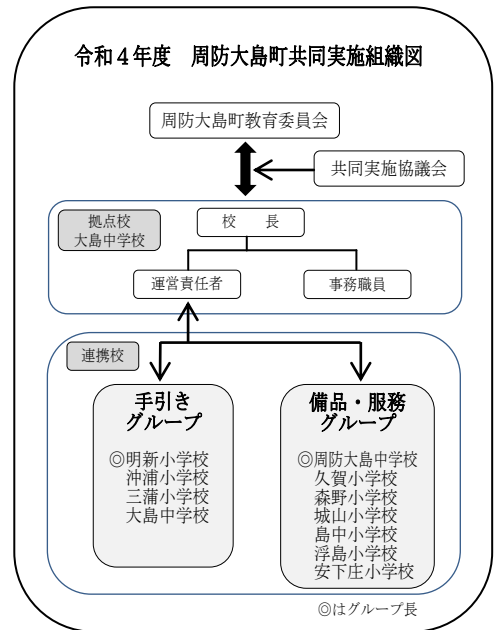 令和４年度　周防大島町共同実施組織図
周防大島町教育委員会
共同実施協議会
拠点校
大島中学校
校　長
運営責任者
事務職員
連携校
手引き
グループ
◎明新小学校
沖浦小学校
三蒲小学校
大島中学校
備品・服務
グループ
◎周防大島中学校
久賀小学校
森野小学校
城山小学校
島中小学校
浮島小学校
安下庄小学校
◎はグループ長